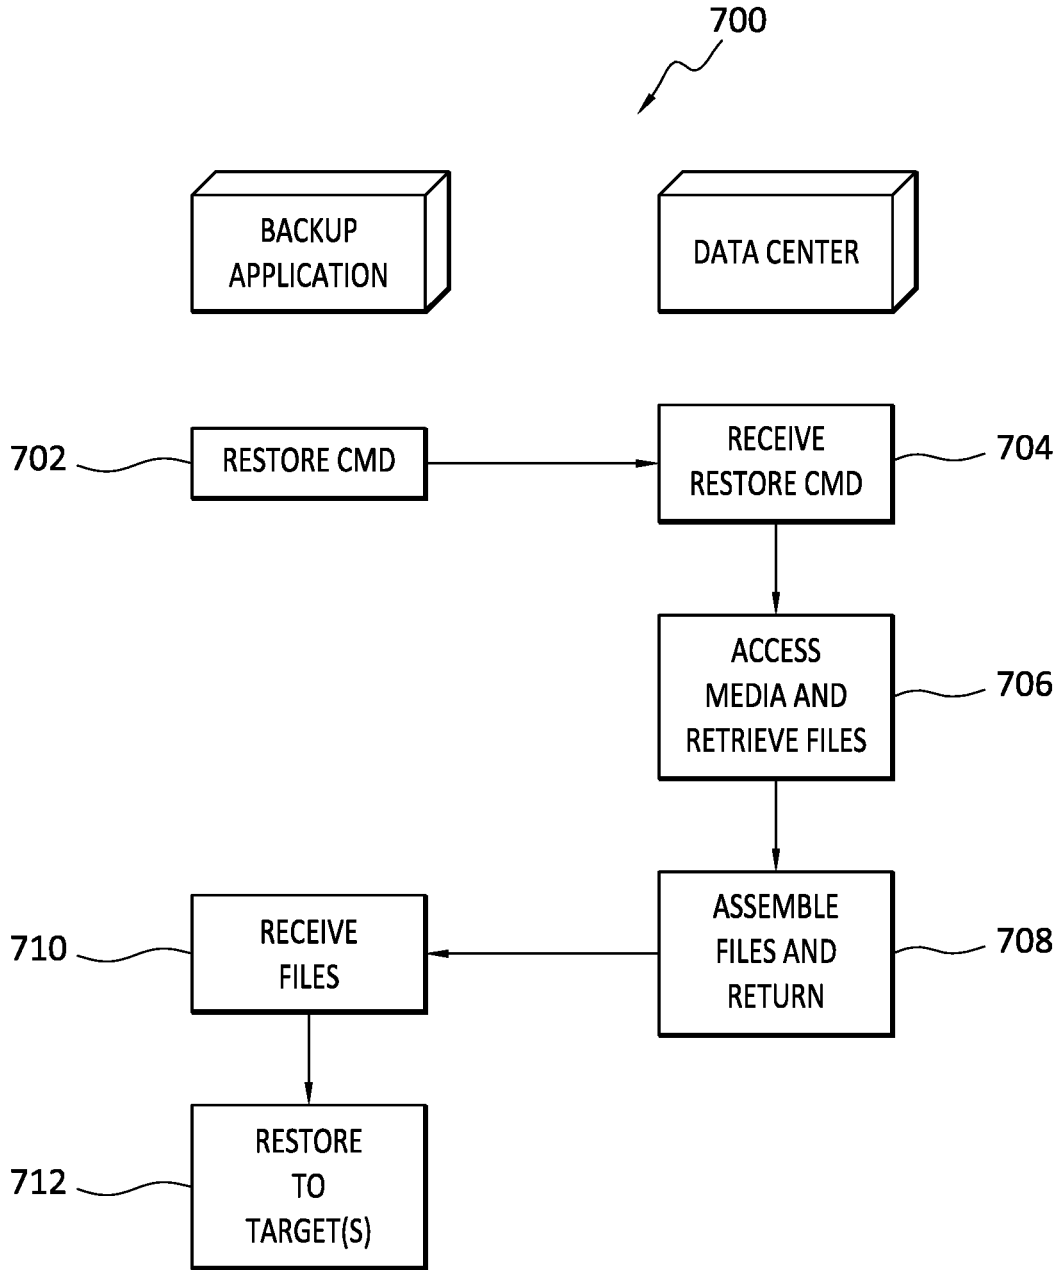 700
BACKUP
APPLICATION
DATA CENTER
702
RESTORE CMD
RECEIVE
RESTORE CMD
704
ACCESS
MEDIA AND
RETRIEVE FILES
706
ASSEMBLE
FILES AND
RETURN
708
710
RECEIVE
FILES
712
RESTORE
TO
TARGET(S)